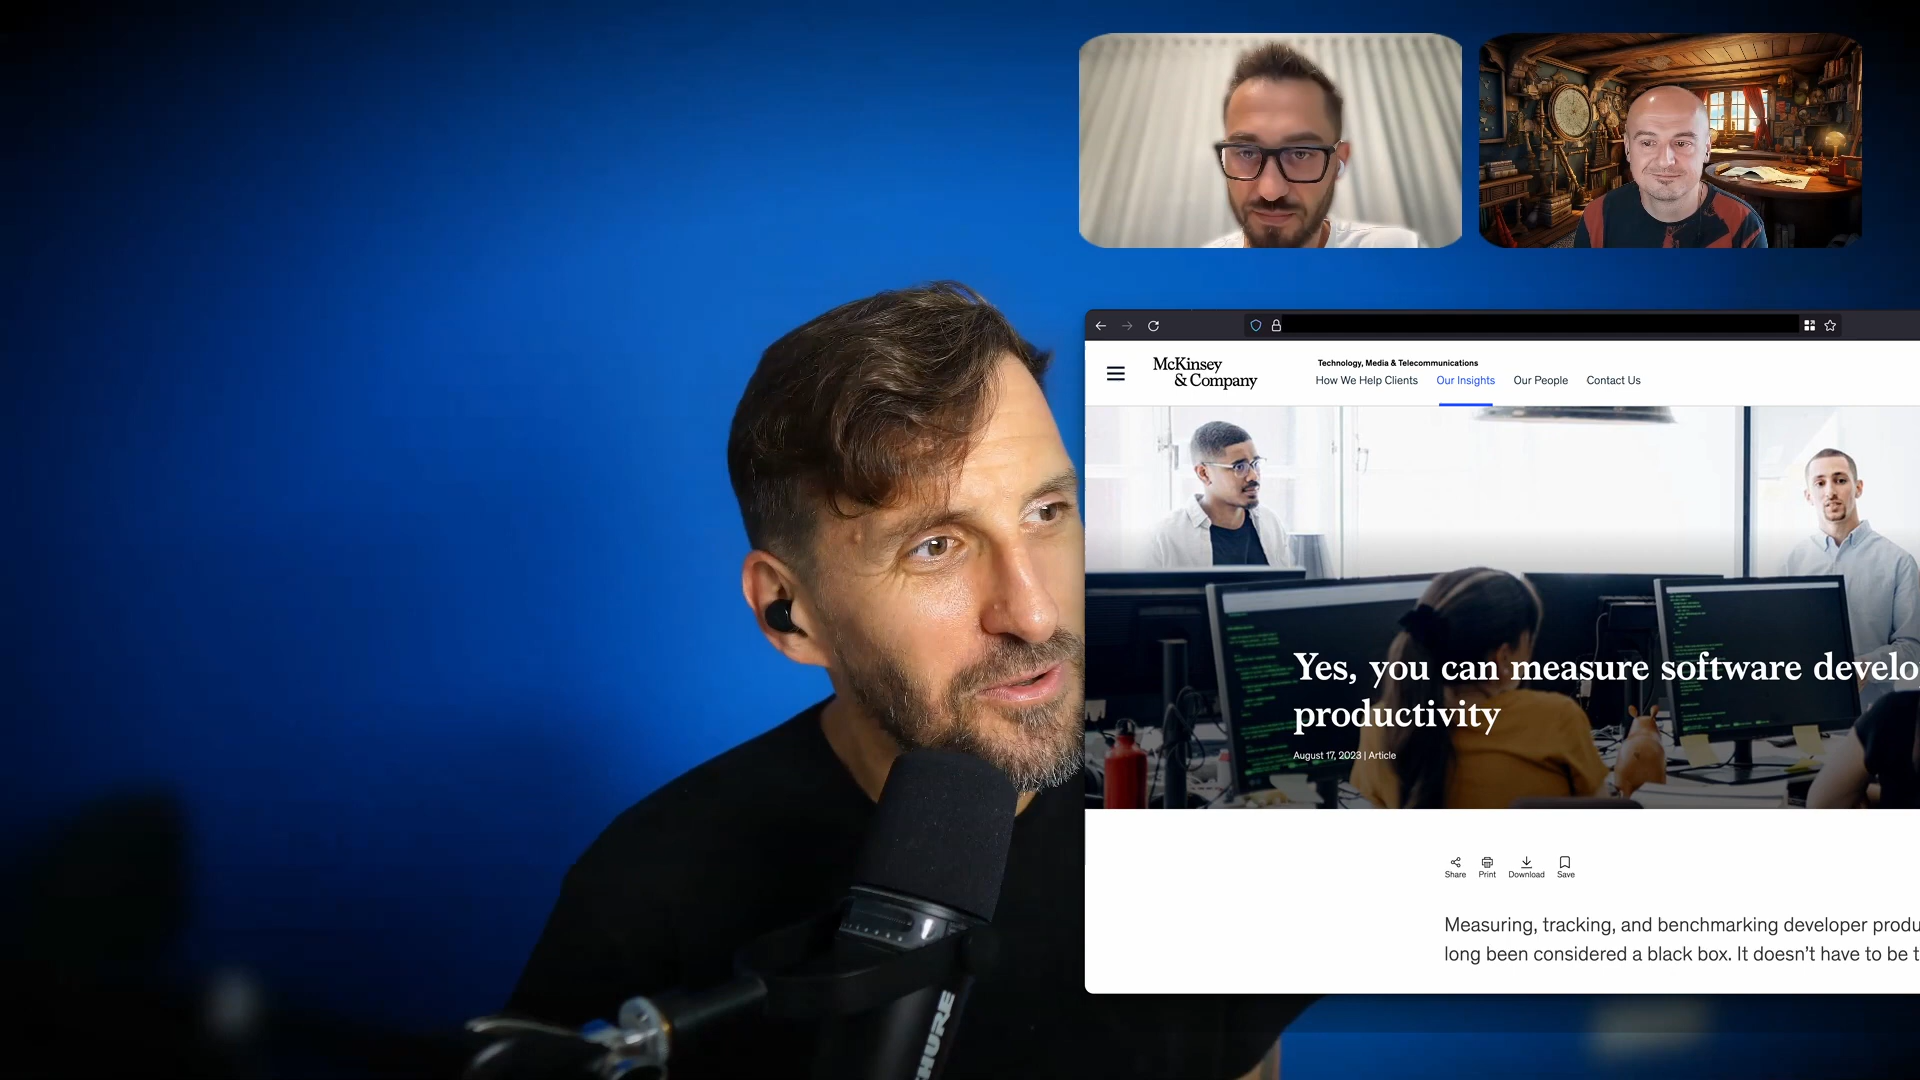 McKinsey
& Company
Technology, Media & Telecommunications
How We Help Clients Our Insights Our People Contact Us
Yes, you can measure software develo
productivity
August 17, 2023 | Article
Share Print Download Save
Measuring, tracking, and benchmarking developer produ
long been considered a black box. It doesn't have to be t
SHURE